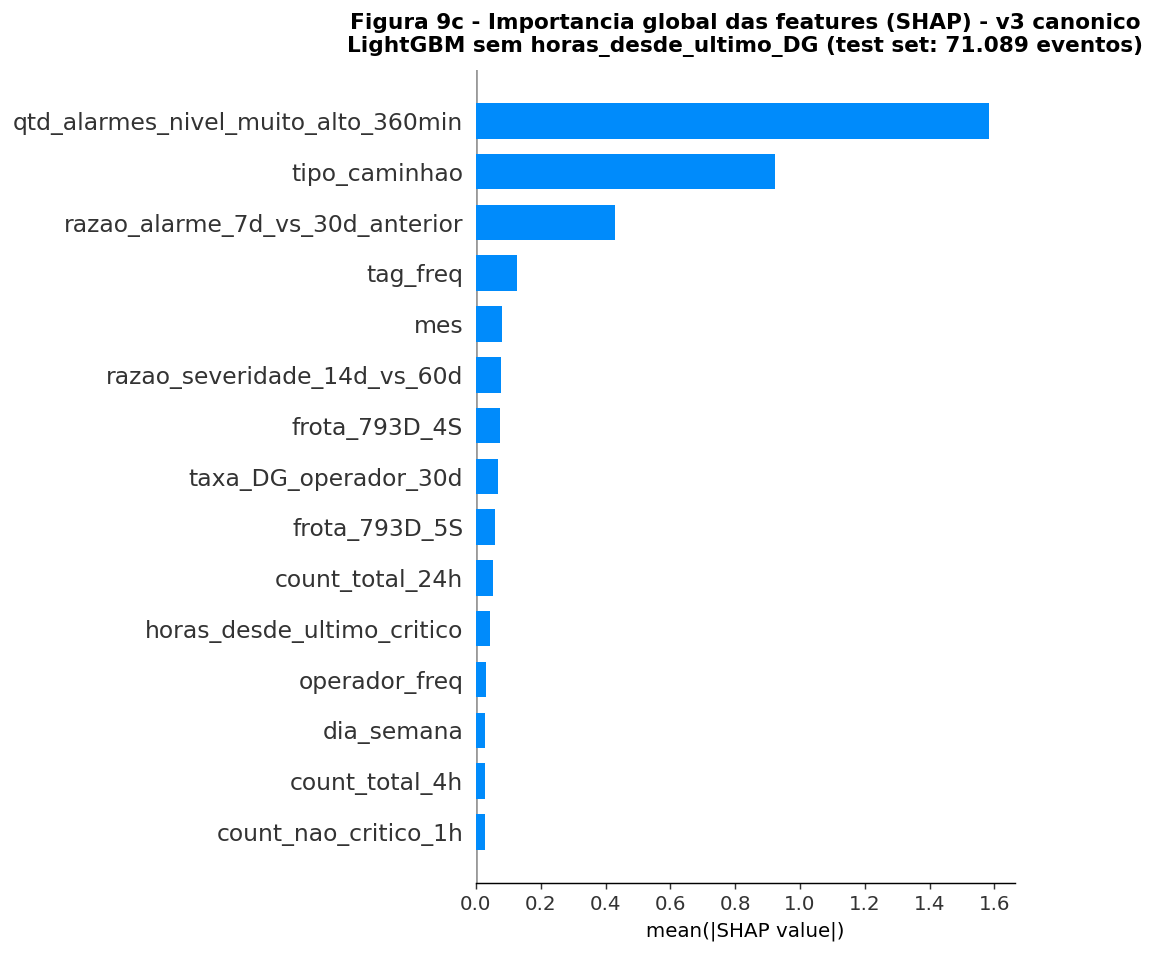 Figura 9c - Importancia global das features (SHAP) - v3 canonico
LightGBM sem horas_desde_ultimo_DG (test set: 71.089 eventos)
qtd_alarmes_nivel_muito_alto_360min
tipo_caminhao
razao_alarme_7d_vs_30d_anterior
tag_freq
mes
razao_severidade_14d_vs_60d
frota_793D_4S
taxa_DG_operador_30d
frota_793D_5S
count_total_24h
horas_desde_ultimo_critico
operador_freq
dia_semana
count_total_4h
count_nao_critico_1h
0.0 0.2 0.4 0.6 0.8 1.0 1.2 1.4 1.6
mean(|SHAP value|)